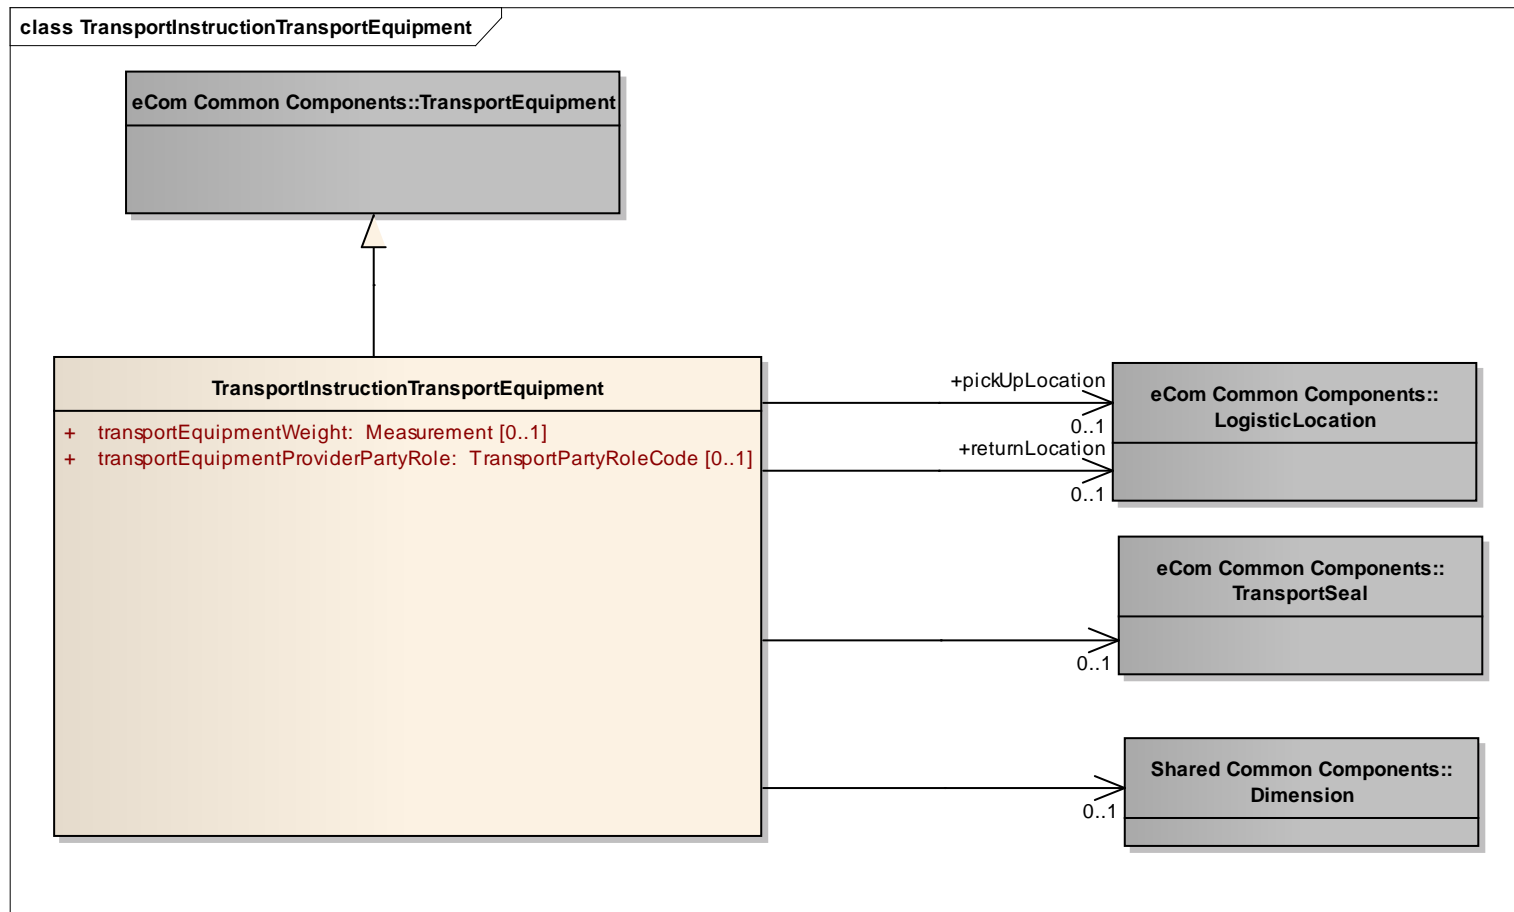 class TransportInstructionTransportEquipment
eCom Common Components::TransportEquipment
TransportInstructionTransportEquipment
+ transportEquipmentWeight: Measurement [0..1]
+ transportEquipmentProviderPartyRole: TransportPartyRoleCode [0..1]
+pickUpLocation
0..1
+returnLocation
0..1
eCom Common Components::
LogisticLocation
0..1
eCom Common Components::
TransportSeal
0..1
Shared Common Components::
Dimension